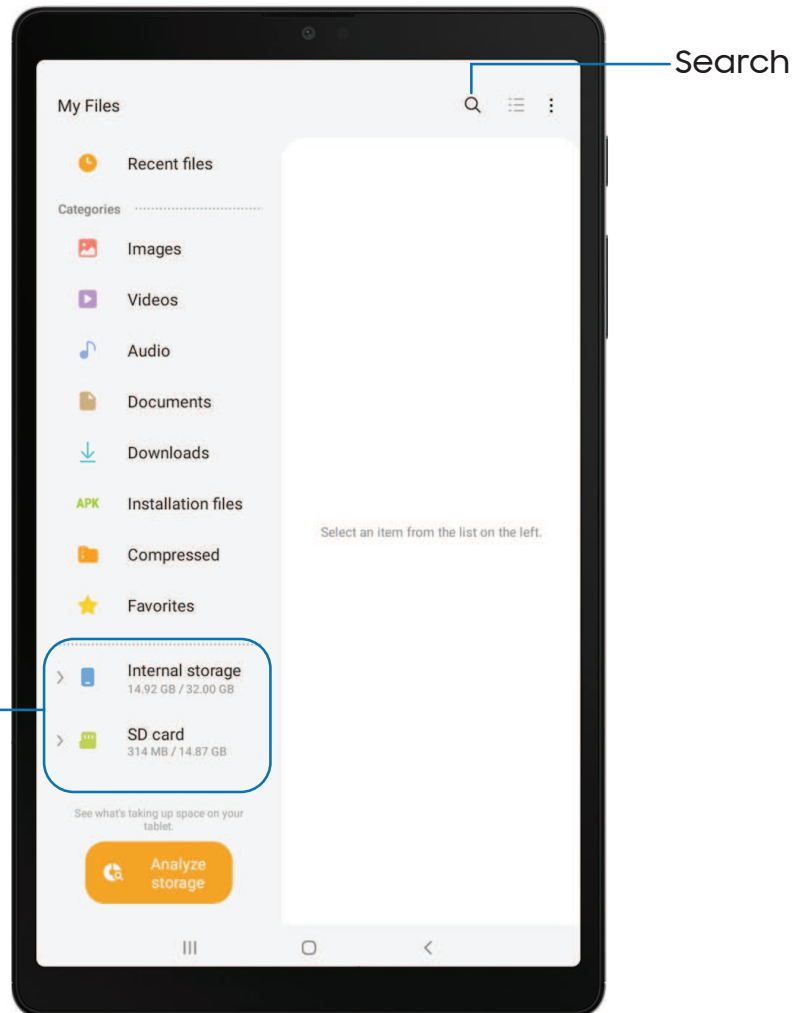 Search
My Files
Recent files
Categories
Images
Videos
Audio
Documents
Downloads
APK
Installation files
Select an item from the list on the left.
Compressed
Favorites
Internal storage
14.92 GB / 32.00 GB
SD card
314 MB / 14.87 GB
See what's taking up space on your
tablet.
Analyze
storage